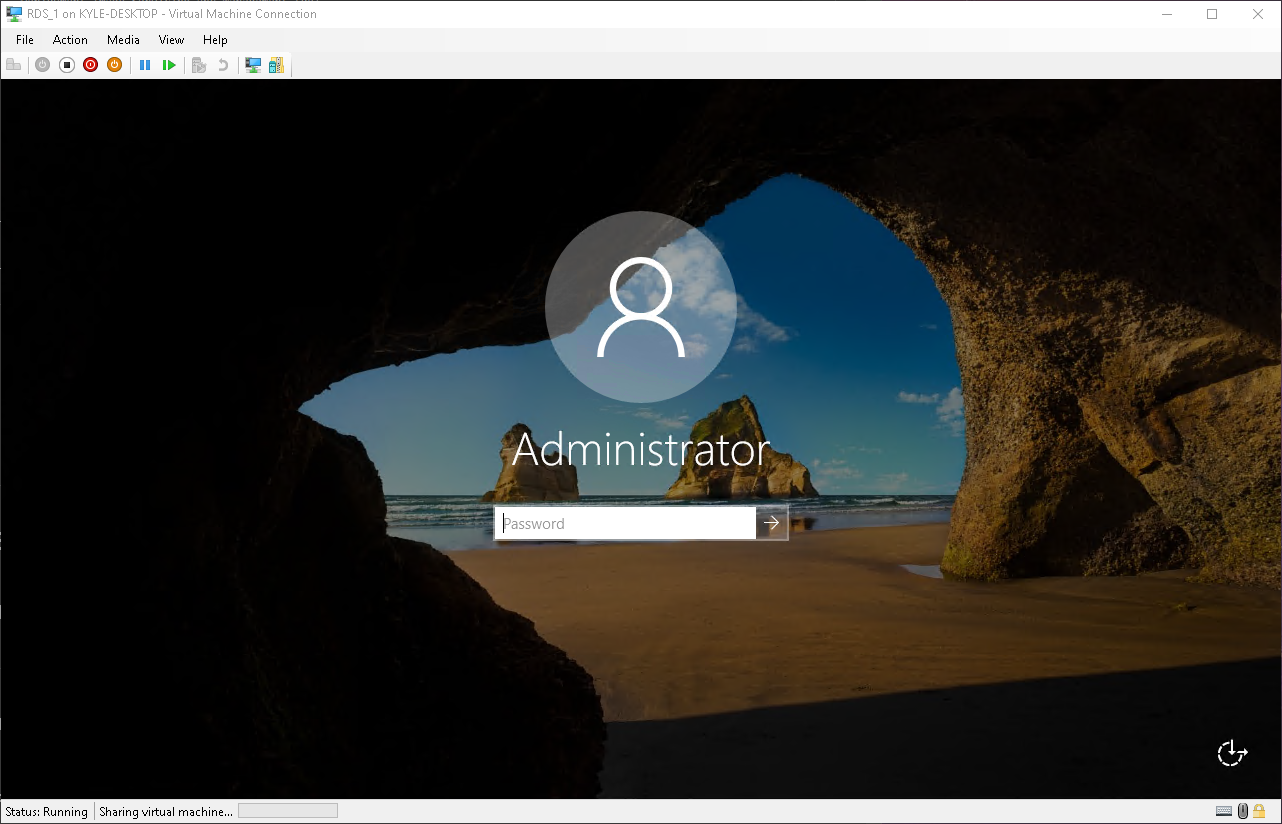 RDS_1 on KYLE-DESKTOP - Virtual Machine Connection
File Action Media View Help
Administrator
Password
Status: Running Sharing virtual machine...